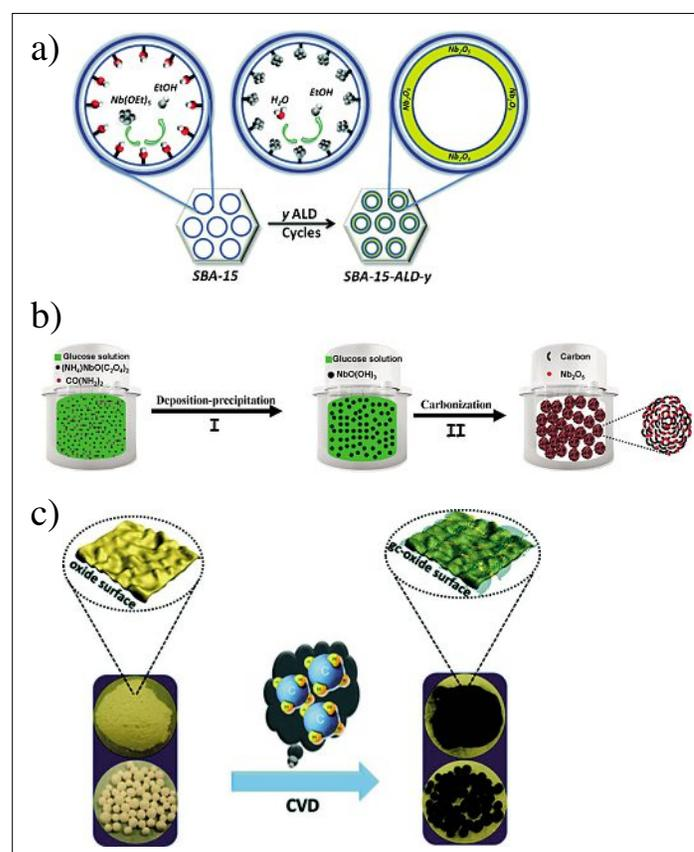 a)
Nb(OEt)5
EtOH
H2O
EtOH
Nb2O5
Nb2O5
Nb2O5
Nb2O5
y ALD
Cycles
SBA-15
SBA-15-ALD-y
b)
Glucose solution
(NH4)NbO(C2O4)2
CO(NH2)2
Deposition-precipitation
I
Glucose solution
NbO(OH)3
Carbonization
II
Carbon
Nb2O5
c)
oxide surface
gc-oxide surface
C
C
C
CVD